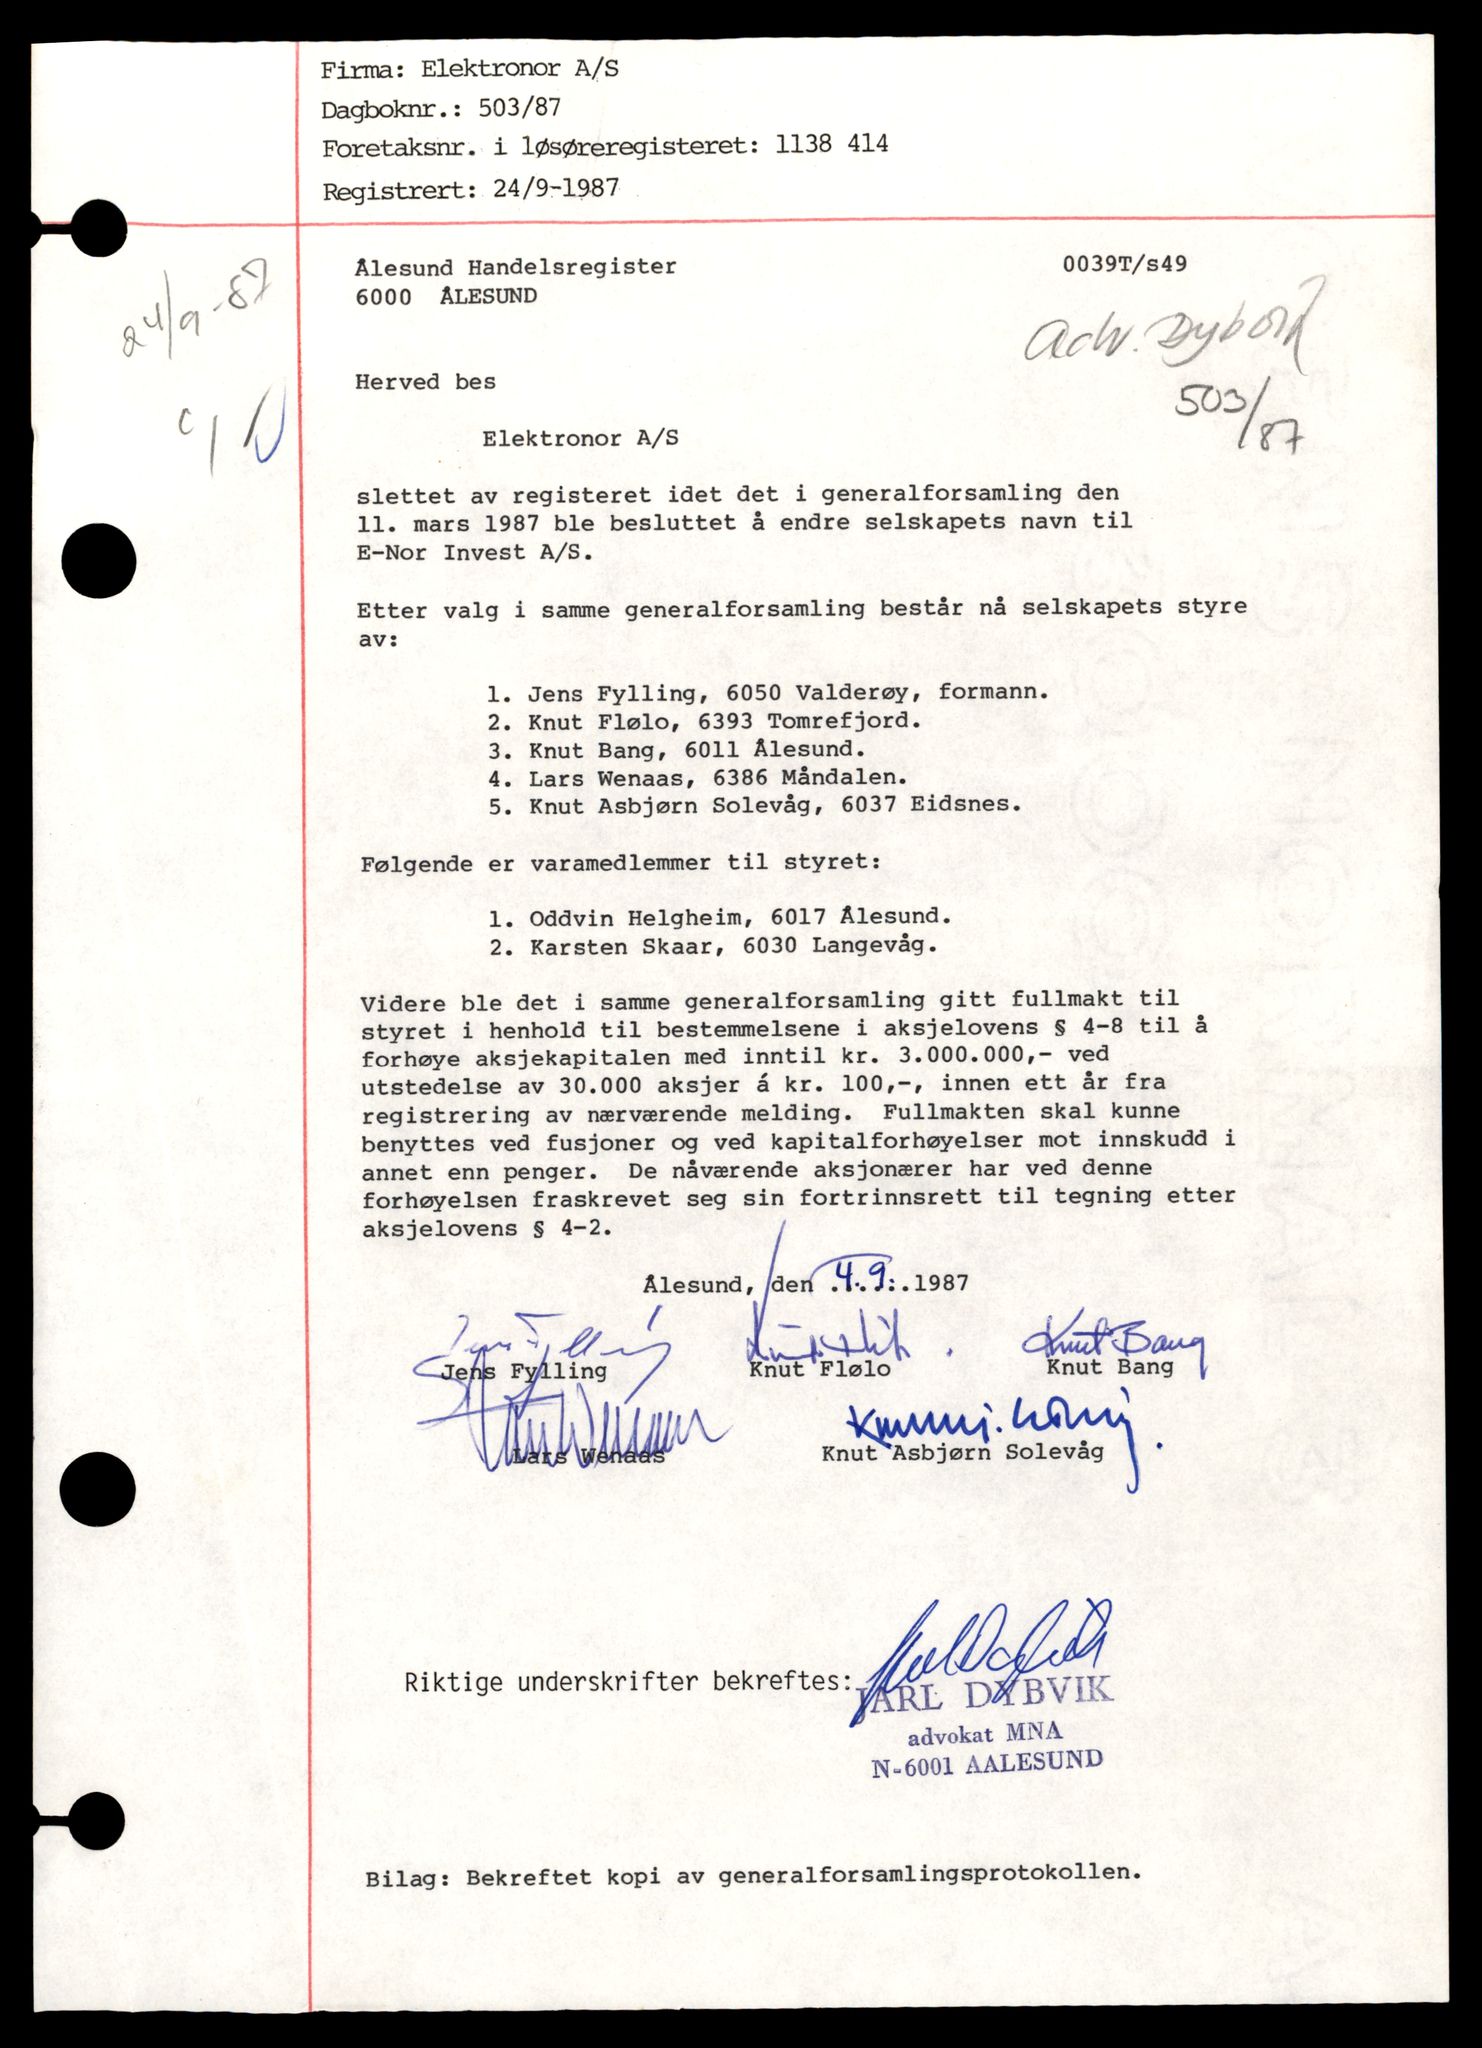 Firma: Elektronor A/S
Dagboknr.: 503/87
Foretaksnr. i løsøreregisteret: 1138 414
Registrert: 24/9-1987
Ålesund Handelsregister 0039T/s49
6000 ÅLESUND
24/9-87
Adv.
503/87
Herved bes
Elektronor A/S
slettet av registeret idet det i generalforsamling den
11. mars 1987 ble besluttet å endre selskapets navn til
E-Nor Invest A/S.
Etter valg i samme generalforsamling består nå selskapets styre
av:
1. Jens Fylling, 6050 Valderøy, formann.
2. Knut Flølo, 6393 Tomrefjord.
3. Knut Bang, 6011 Ålesund.
4. Lars Wenaas, 6386 Måndalen.
5. Knut Asbjørn Solevåg, 6037 Eidsnes.
Følgende er varamedlemmer til styret:
1. Oddvin Helgheim, 6017 Ålesund.
2. Karsten Skaar, 6030 Langevåg.
Videre ble det i samme generalforsamling gitt fullmakt til
styret i henhold til bestemmelsene i aksjelovens § 4-8 til å
forhøye aksjekapitalen med inntil kr. 3.000.000,- ved
utstedelse av 30.000 aksjer á kr. 100,-, innen ett år fra
registrering av nærværende melding. Fullmakten skal kunne
benyttes ved fusjoner og ved kapitalforhøyelser mot innskudd i
annet enn penger. De nåværende aksjonærer har ved denne
forhøyelsen fraskrevet seg sin fortrinnsrett til tegning etter
aksjelovens § 4-2.
Ålesund, den 4.9. 1987
Knut Bang
Jens Fylling Knut Flølo Knut Bang
Lars Wenaas Knut Asbjørn Solevåg
Riktige underskrifter bekreftes:
JARL DYBVIK
advokat MNA
N-6001 AALESUND
Bilag: Bekreftet kopi av generalforsamlingsprotokollen.